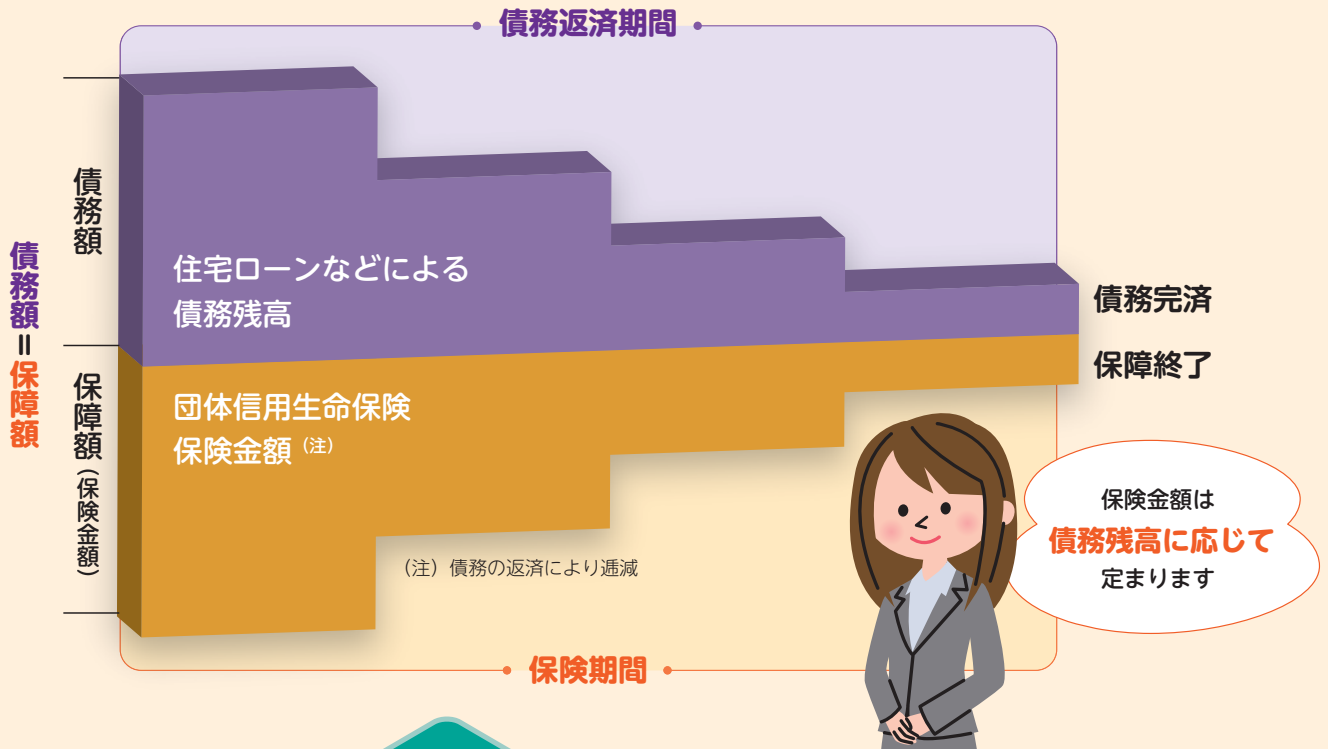 債務返済期間
債務額
債務額=保障額
住宅ローンなどによる
債務残高
債務完済
保障終了
保障額(保険金額)
団体信用生命保険
保険金額(注)
(注)債務の返済により逓減
保険金額は
債務残高に応じて
定まります
保険期間